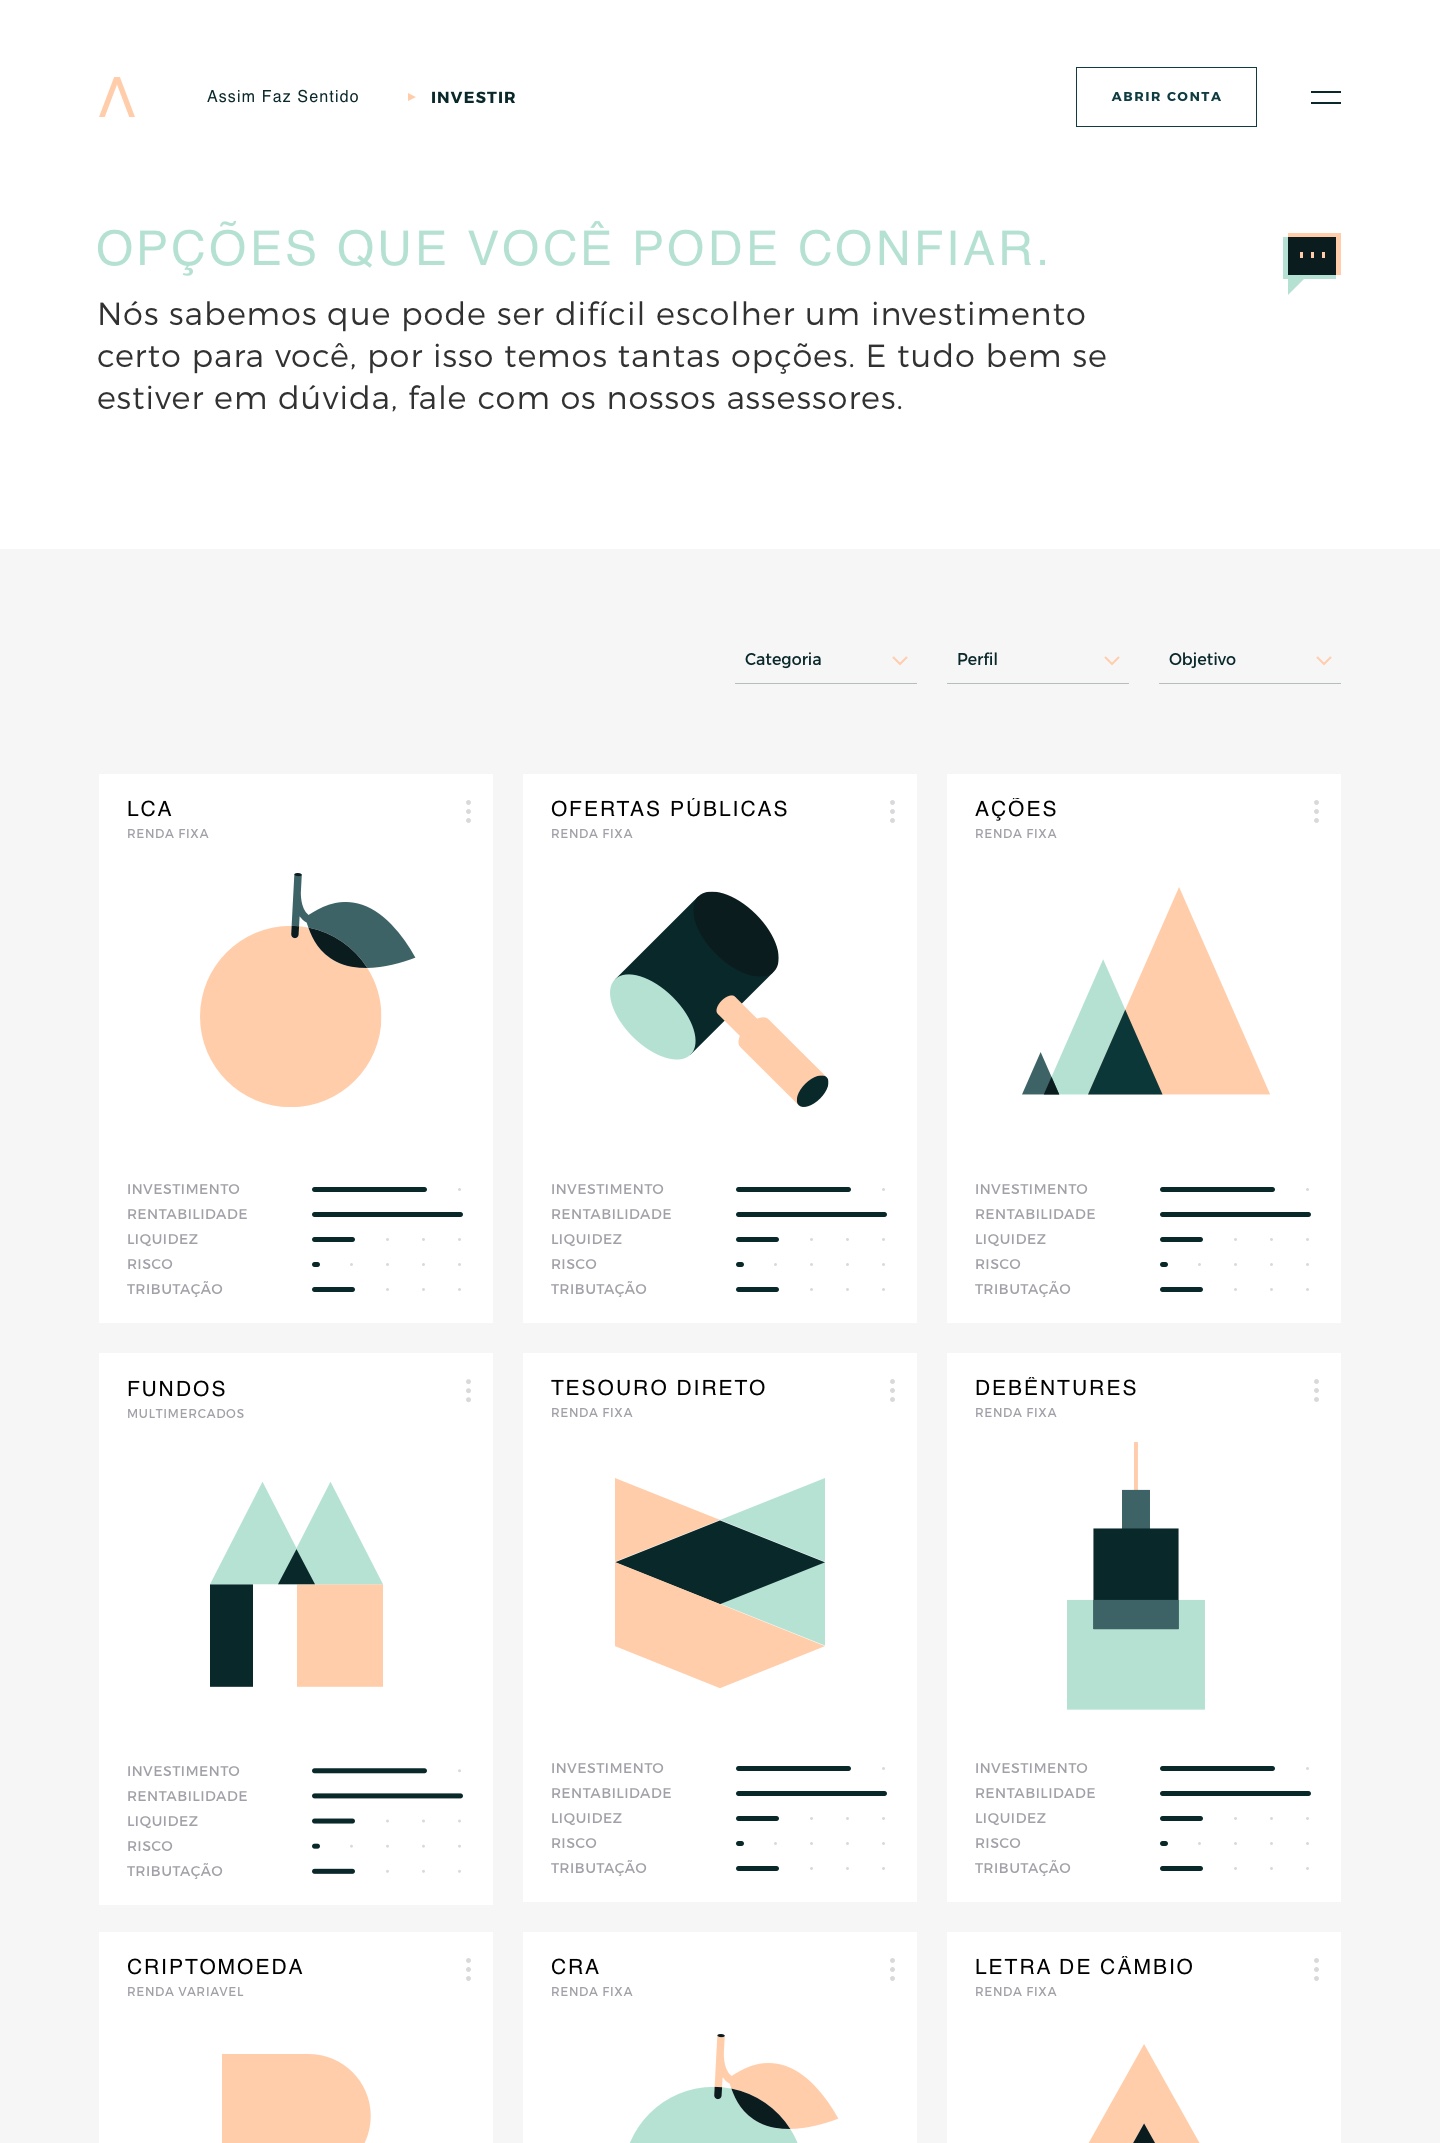 Assim Faz Sentido
INVESTIR
ABRIR CONTA
OPÇÕES QUE VOCÊ PODE CONFIAR.
Nós sabemos que pode ser difícil escolher um investimento
certo para você, por isso temos tantas opções. E tudo bem se
estiver em dúvida, fale com os nossos assessores.
Categoria
Perfil
Objetivo
LCA
RENDA FIXA
INVESTIMENTO
RENTABILIDADE
LIQUIDEZ
RISCO
TRIBUTAÇÃO
OFERTAS PÚBLICAS
RENDA FIXA
INVESTIMENTO
RENTABILIDADE
LIQUIDEZ
RISCO
TRIBUTAÇÃO
AÇÕES
RENDA FIXA
INVESTIMENTO
RENTABILIDADE
LIQUIDEZ
RISCO
TRIBUTAÇÃO
FUNDOS
MULTIMERCADOS
INVESTIMENTO
RENTABILIDADE
LIQUIDEZ
RISCO
TRIBUTAÇÃO
TESOURO DIRETO
RENDA FIXA
INVESTIMENTO
RENTABILIDADE
LIQUIDEZ
RISCO
TRIBUTAÇÃO
DEBÊNTURES
RENDA FIXA
INVESTIMENTO
RENTABILIDADE
LIQUIDEZ
RISCO
TRIBUTAÇÃO
CRIPTOMOEDA
RENDA VARIAVEL
CRA
RENDA FIXA
LETRA DE CÂMBIO
RENDA FIXA